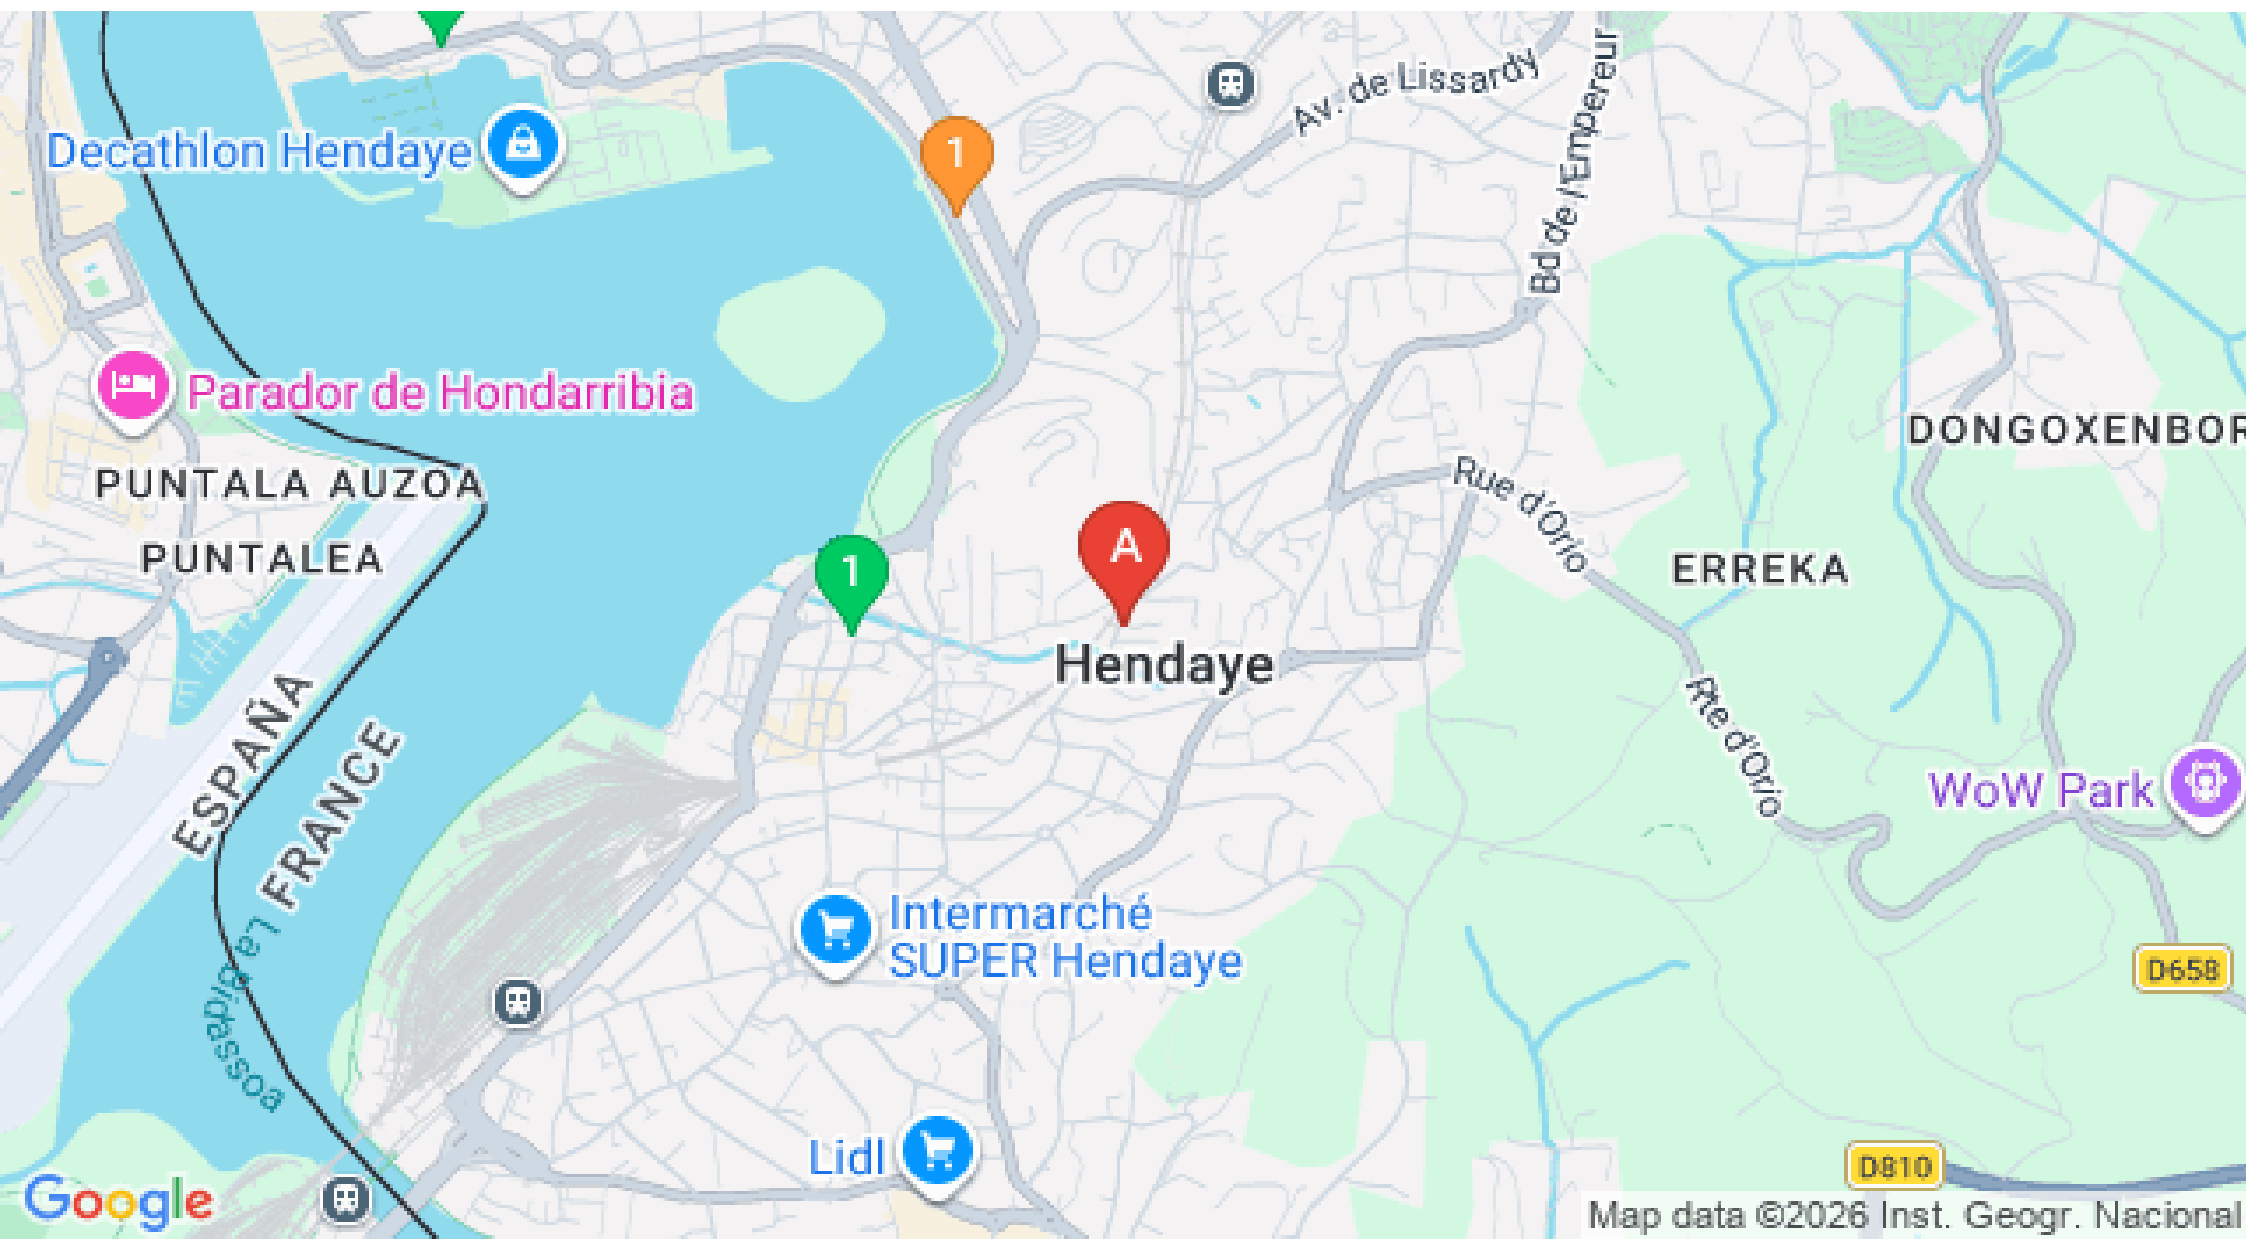 Av. de Lissardy
Bd de l'Empereur
Decathlon Hendaye
1
Parador de Hondarribia
PUNTALA AUZOA
PUNTALEA
DONGOXENBOR
Rue d'Orio
ERREKA
A
1
Hendaye
ESPAÑA
FRANCE
Rte d'Orio
WoW Park
La Bidassoa
Intermarché
SUPER Hendaye
D658
Lidl
D810
Google
Map data ©2026 Inst. Geogr. Nacional